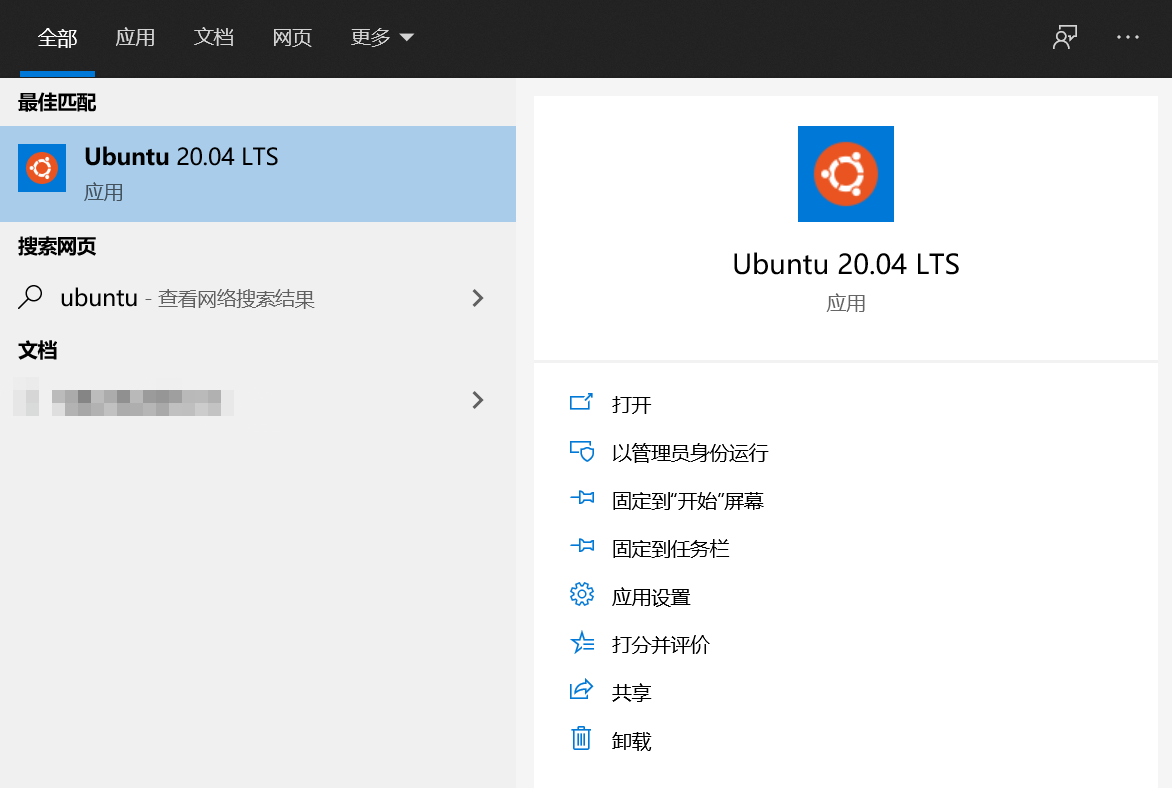 全部 应用 文档 网页 更多
最佳匹配
Ubuntu 20.04 LTS
应用
搜索网页
ubuntu - 查看网络搜索结果
文档
Ubuntu 20.04 LTS
应用
打开
以管理员身份运行
固定到“开始”屏幕
固定到任务栏
应用设置
打分并评价
共享
卸载